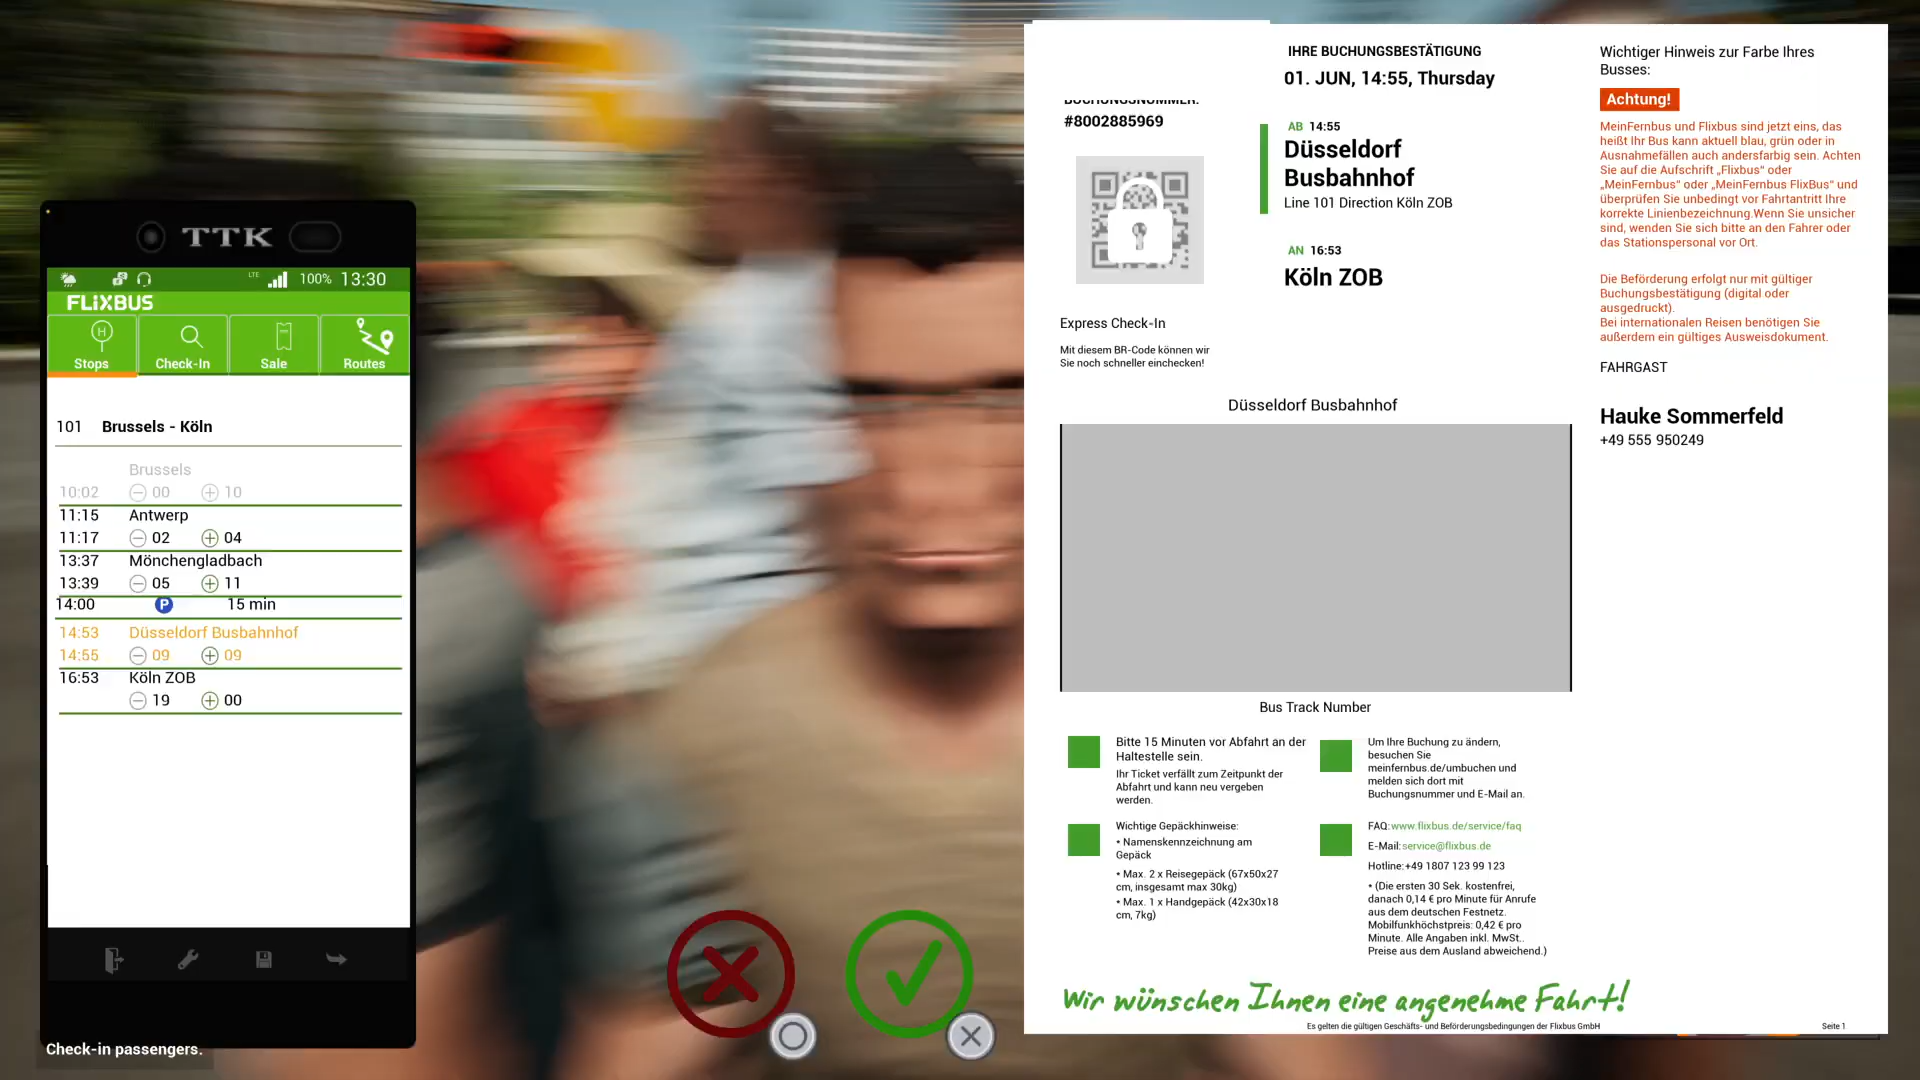 TTK
LTE 100% 13:30
FLiXBUS
Stops Check-In Sale Routes
101 Brussels - Köln
Brussels
10:02 00 10
11:15 Antwerp
11:17 02 04
13:37 Mönchengladbach
13:39 05 11
14:00 P 15 min
14:53 Düsseldorf Busbahnhof
14:55 09 09
16:53 Köln ZOB
19 00
Check-in passengers.
BUCHUNGSNUMMER:
#8002885969
Express Check-In
Mit diesem BR-Code können wir
Sie noch schneller einchecken!
IHRE BUCHUNGSBESTÄTIGUNG
01. JUN, 14:55, Thursday
AB 14:55
Düsseldorf
Busbahnhof
Line 101 Direction Köln ZOB
AN 16:53
Köln ZOB
Wichtiger Hinweis zur Farbe Ihres
Busses:
Achtung!
MeinFernbus und Flixbus sind jetzt eins, das
heißt Ihr Bus kann aktuell blau, grün oder in
Ausnahmefällen auch andersfarbig sein. Achten
Sie auf die Aufschrift „Flixbus“ oder
„MeinFernbus“ oder „MeinFernbus FlixBus“ und
überprüfen Sie unbedingt vor Fahrtantritt Ihre
korrekte Linienbezeichnung.Wenn Sie unsicher
sind, wenden Sie sich bitte an den Fahrer oder
das Stationspersonal vor Ort.
Die Beförderung erfolgt nur mit gültiger
Buchungsbestätigung (digital oder
ausgedruckt).
Bei internationalen Reisen benötigen Sie
außerdem ein gültiges Ausweisdokument.
FAHRGAST
Hauke Sommerfeld
+49 555 950249
Düsseldorf Busbahnhof
Bus Track Number
Bitte 15 Minuten vor Abfahrt an der
Haltestelle sein.
Ihr Ticket verfällt zum Zeitpunkt der
Abfahrt und kann neu vergeben
werden.
Um Ihre Buchung zu ändern,
besuchen Sie
meinfernbus.de/umbuchen und
melden sich dort mit
Buchungsnummer und E-Mail an.
Wichtige Gepäckhinweise:
• Namenskennzeichnung am
Gepäck
• Max. 2 x Reisegepäck (67x50x27
cm, insgesamt max 30kg)
• Max. 1 x Handgepäck (42x30x18
cm, 7kg)
FAQ:www.flixbus.de/service/faq
E-Mail:service@flixbus.de
Hotline:+49 1807 123 99 123
• (Die ersten 30 Sek. kostenfrei,
danach 0,14 € pro Minute für Anrufe
aus dem deutschen Festnetz.
Mobilfunkhöchstpreis: 0,42 € pro
Minute. Alle Angaben inkl. MwSt..
Preise aus dem Ausland abweichend.)
Wir wünschen Ihnen eine angenehme Fahrt!
Es gelten die gültigen Geschäfts- und Beförderungsbedingungen der Flixbus GmbH
Seite 1